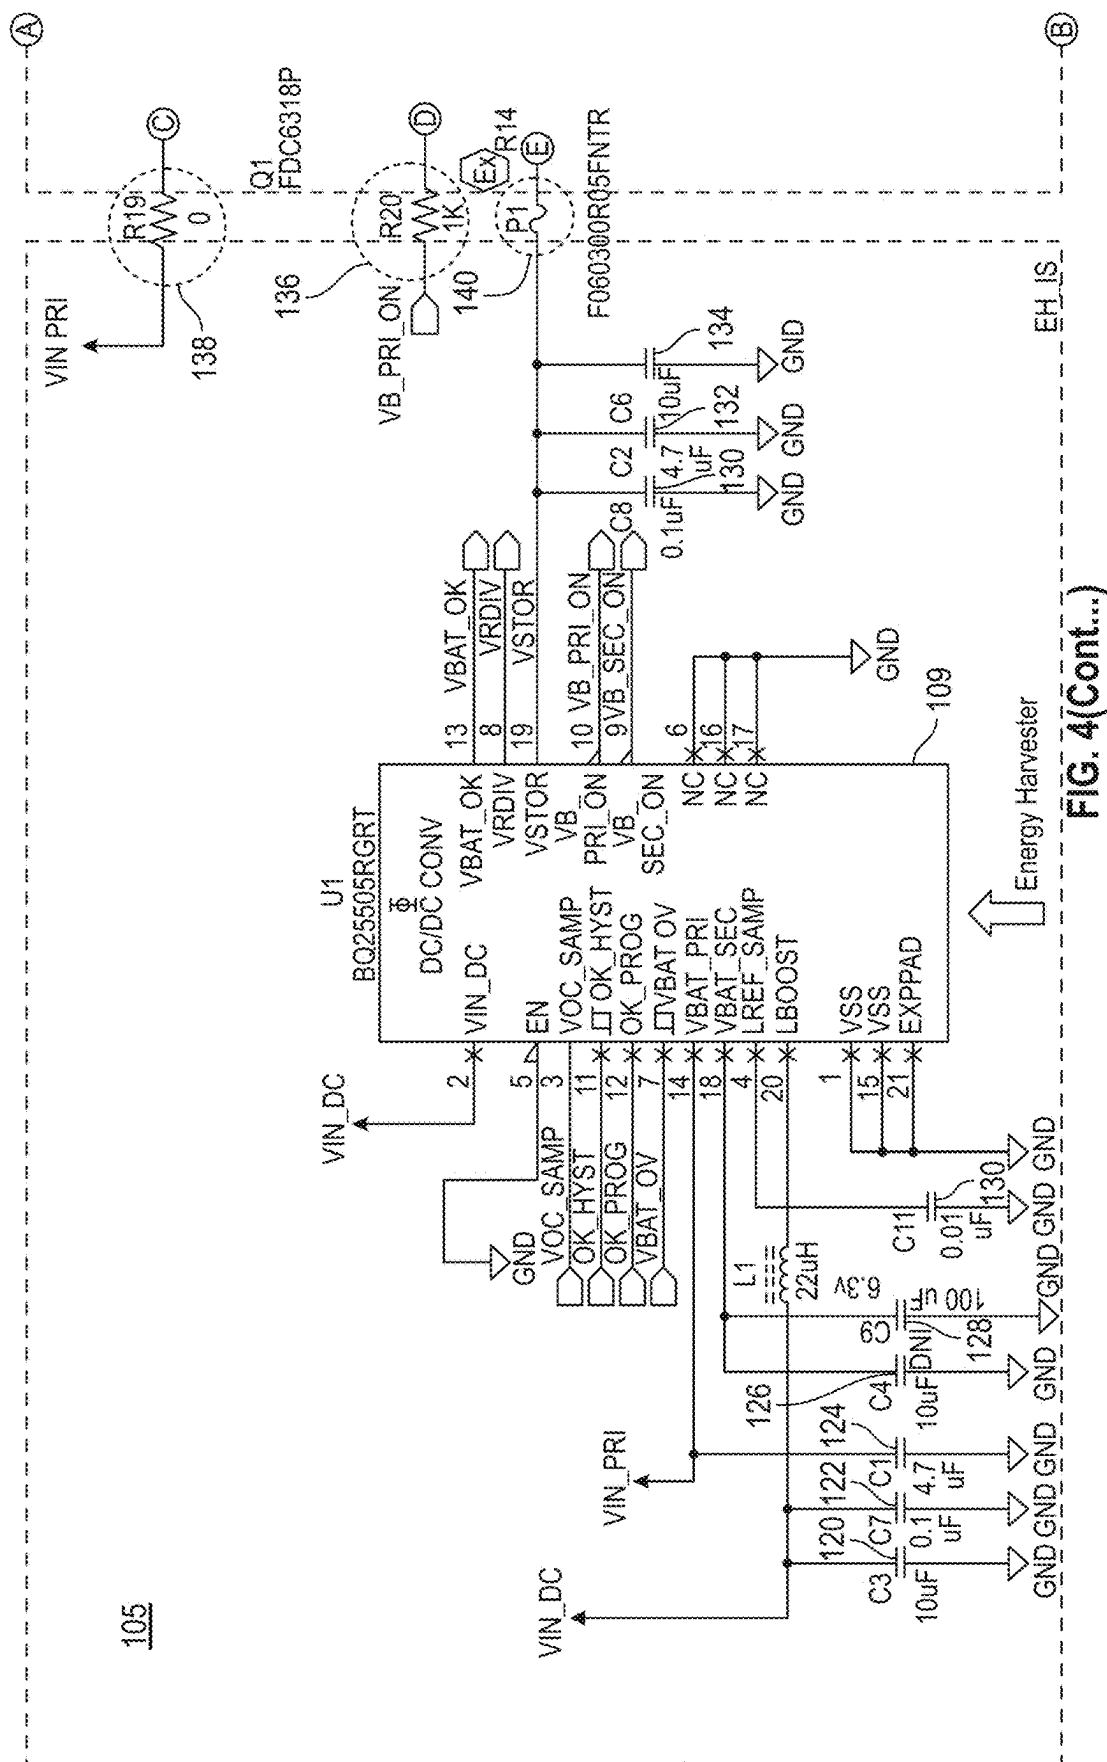 105
A
B
VIN PRI
R19
0
C
138
Q1
FDC6318P
136
VB_PRI_ON
R20
1K
D
Ex
R14
140
P1
E
F060300R05FNTR
VIN_DC
U1
BQ25505RGRT
DC/DC CONV
2
VIN_DC
5
EN
GND
VOC_SAMP
3
VOC_SAMP
OK_HYST
11
OK_HYST
OK_PROG
12
OK_PROG
VBAT_OV
7
VBAT OV
14
VBAT_PRI
18
VBAT_SEC
4
LREF_SAMP
20
LBOOST
1
VSS
15
VSS
21
EXPPAD
GND
VBAT_OK
13
VBAT_OK
VRDIV
8
VRDIV
VSTOR
19
VSTOR
VB_
PRI_ON
10
VB_PRI_ON
VB_
SEC_ON
9
VB_SEC_ON
NC
6
NC
16
NC
17
GND
109
C8
0.1uF
130
GND
C2
4.7
uF
132
GND
C6
10uF
134
GND
VIN_DC
VIN_PRI
L1
22uH
120
C3
10uF
GND
122
C7
0.1
uF
GND
124
C1
4.7
uF
GND
126
C4
10uF
DNI
GND
C9
6.3v
100 uF
128
GND
C11
0.01
uF
130
GND
Energy Harvester
EH_IS
FIG. 4(Cont...)